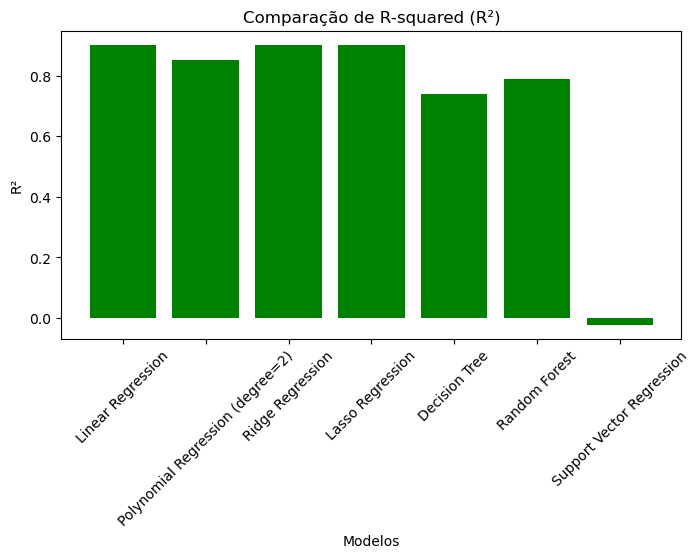 Comparação de R-squared (R²)
R²
0.8
0.6
0.4
0.2
0.0
Linear Regression
Polynomial Regression (degree=2)
Ridge Regression
Lasso Regression
Decision Tree
Random Forest
Support Vector Regression
Modelos